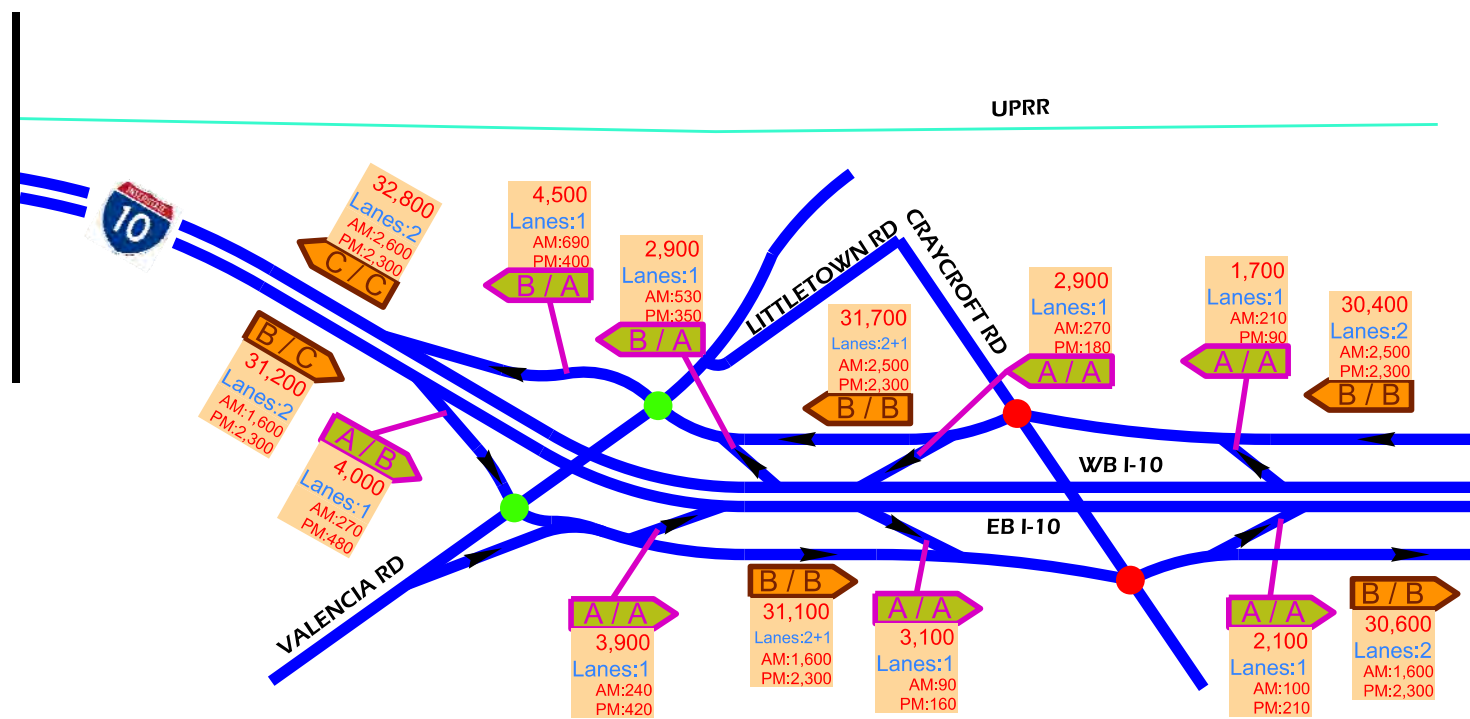 UPRR
INTERSTATE
10
32,800
Lanes:2
AM:2,600
PM:2,300
C / C
4,500
Lanes:1
AM:690
PM:400
B / A
2,900
Lanes:1
AM:530
PM:350
B / A
LITTLETOWN RD
CRAYCROFT RD
31,700
Lanes:2+1
AM:2,500
PM:2,300
B / B
2,900
Lanes:1
AM:270
PM:180
A / A
1,700
Lanes:1
AM:210
PM:90
A / A
30,400
Lanes:2
AM:2,500
PM:2,300
B / B
B / C
31,200
Lanes:2
AM:1,600
PM:2,300
A / B
4,000
Lanes:1
AM:270
PM:480
WB I-10
EB I-10
VALENCIA RD
A / A
3,900
Lanes:1
AM:240
PM:420
B / B
31,100
Lanes:2+1
AM:1,600
PM:2,300
A / A
3,100
Lanes:1
AM:90
PM:160
A / A
2,100
Lanes:1
AM:100
PM:210
B / B
30,600
Lanes:2
AM:1,600
PM:2,300